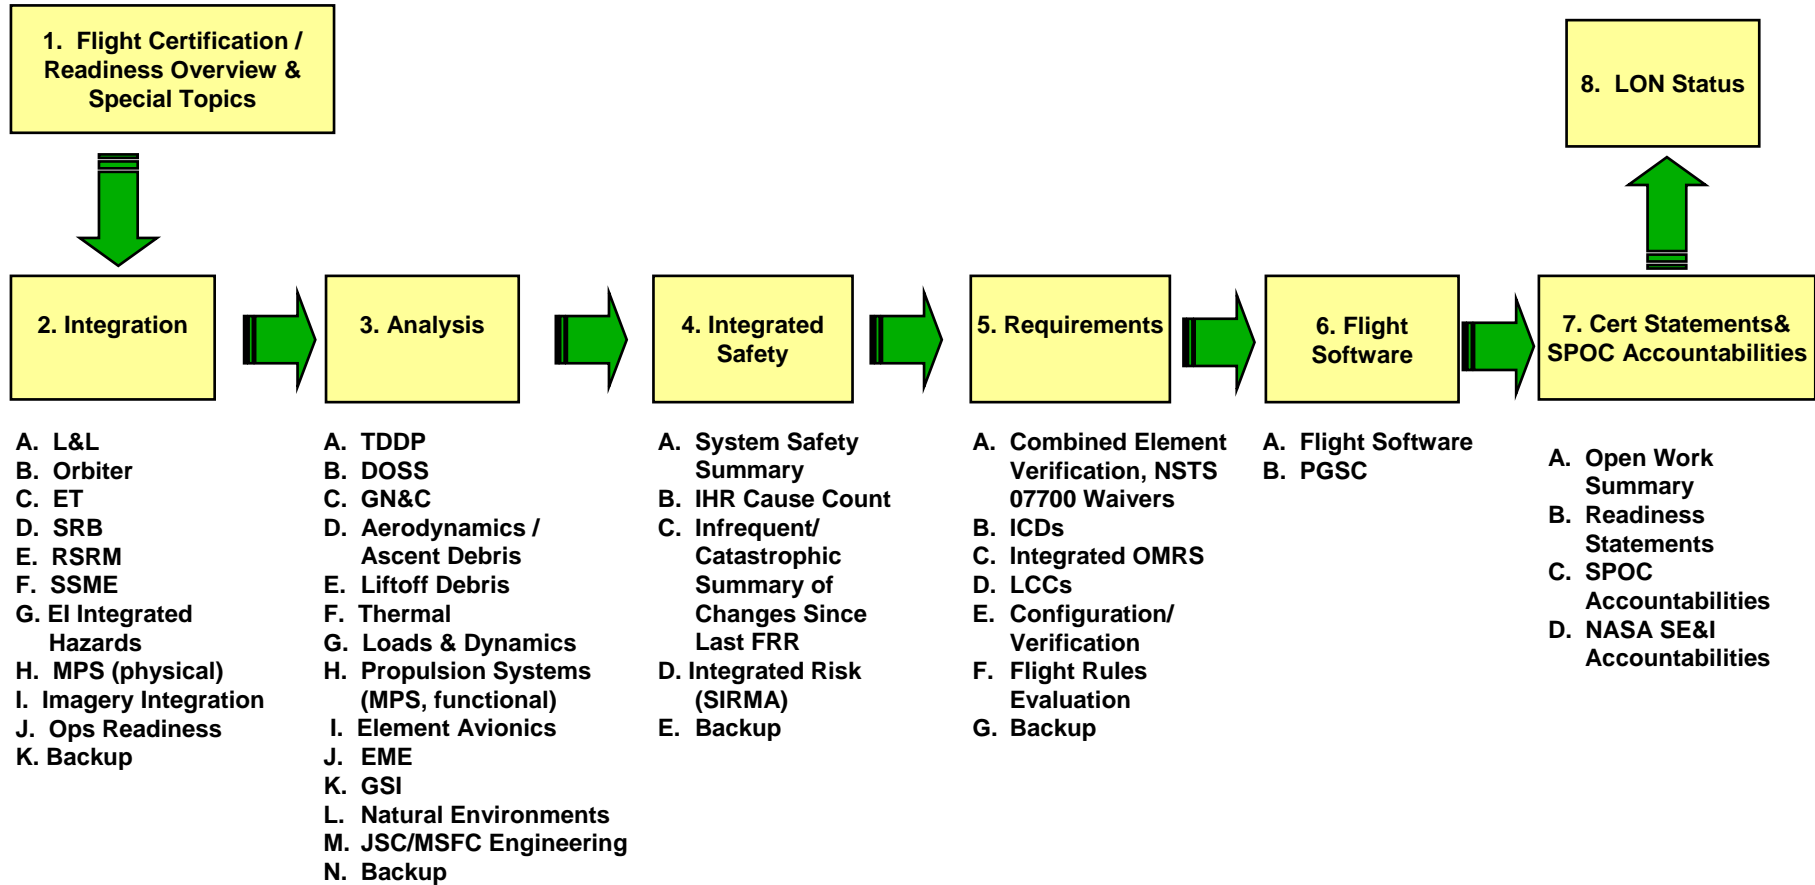 1. Flight Certification /
Readiness Overview &
Special Topics
8. LON Status
2. Integration
3. Analysis
4. Integrated
Safety
5. Requirements
6. Flight
Software
7. Cert Statements&
SPOC Accountabilities
A. L&L
B. Orbiter
C. ET
D. SRB
E. RSRM
F. SSME
G. EI Integrated
Hazards
H. MPS (physical)
I. Imagery Integration
J. Ops Readiness
K. Backup
A. TDDP
B. DOSS
C. GN&C
D. Aerodynamics /
Ascent Debris
E. Liftoff Debris
F. Thermal
G. Loads & Dynamics
H. Propulsion Systems
(MPS, functional)
I. Element Avionics
J. EME
K. GSI
L. Natural Environments
M. JSC/MSFC Engineering
N. Backup
A. System Safety
Summary
B. IHR Cause Count
C. Infrequent/
Catastrophic
Summary of
Changes Since
Last FRR
D. Integrated Risk
(SIRMA)
E. Backup
A. Combined Element
Verification, NSTS
07700 Waivers
B. ICDs
C. Integrated OMRS
D. LCCs
E. Configuration/
Verification
F. Flight Rules
Evaluation
G. Backup
A. Flight Software
B. PGSC
A. Open Work
Summary
B. Readiness
Statements
C. SPOC
Accountabilities
D. NASA SE&I
Accountabilities